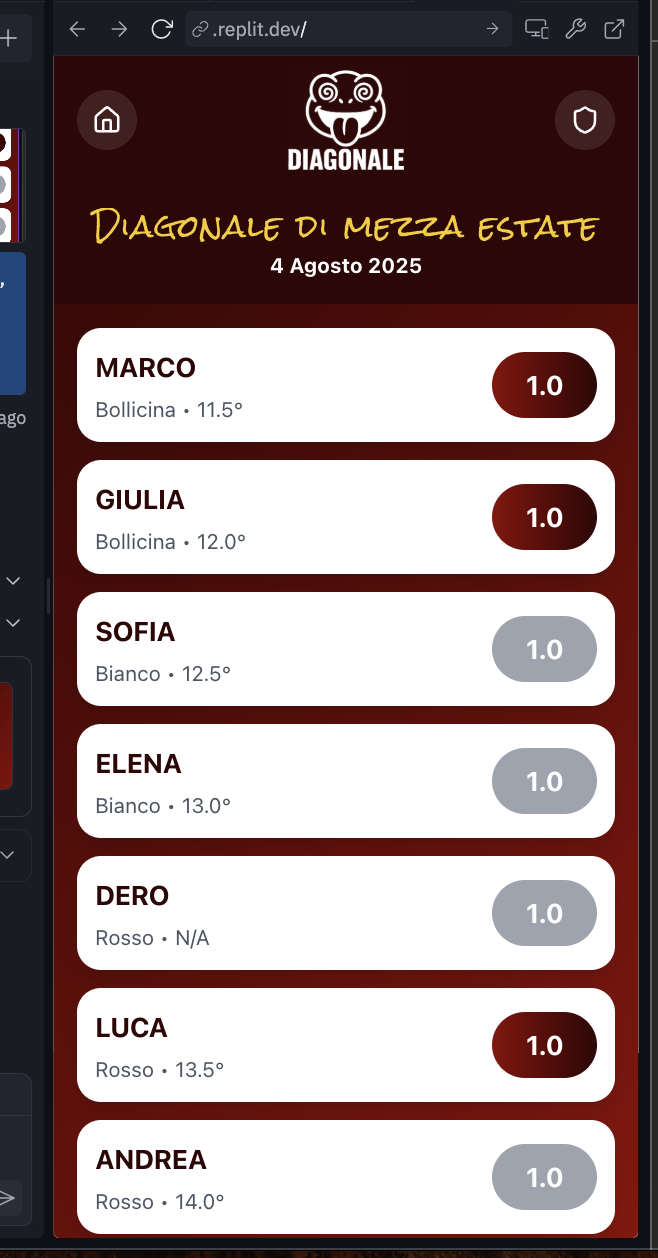 .replit.dev/
DIAGONALE
Diagonale di mezza estate
4 Agosto 2025
MARCO
Bollicina • 11.5°
1.0
GIULIA
Bollicina • 12.0°
1.0
SOFIA
Bianco • 12.5°
1.0
ELENA
Bianco • 13.0°
1.0
DERO
Rosso • N/A
1.0
LUCA
Rosso • 13.5°
1.0
ANDREA
Rosso • 14.0°
1.0
ago